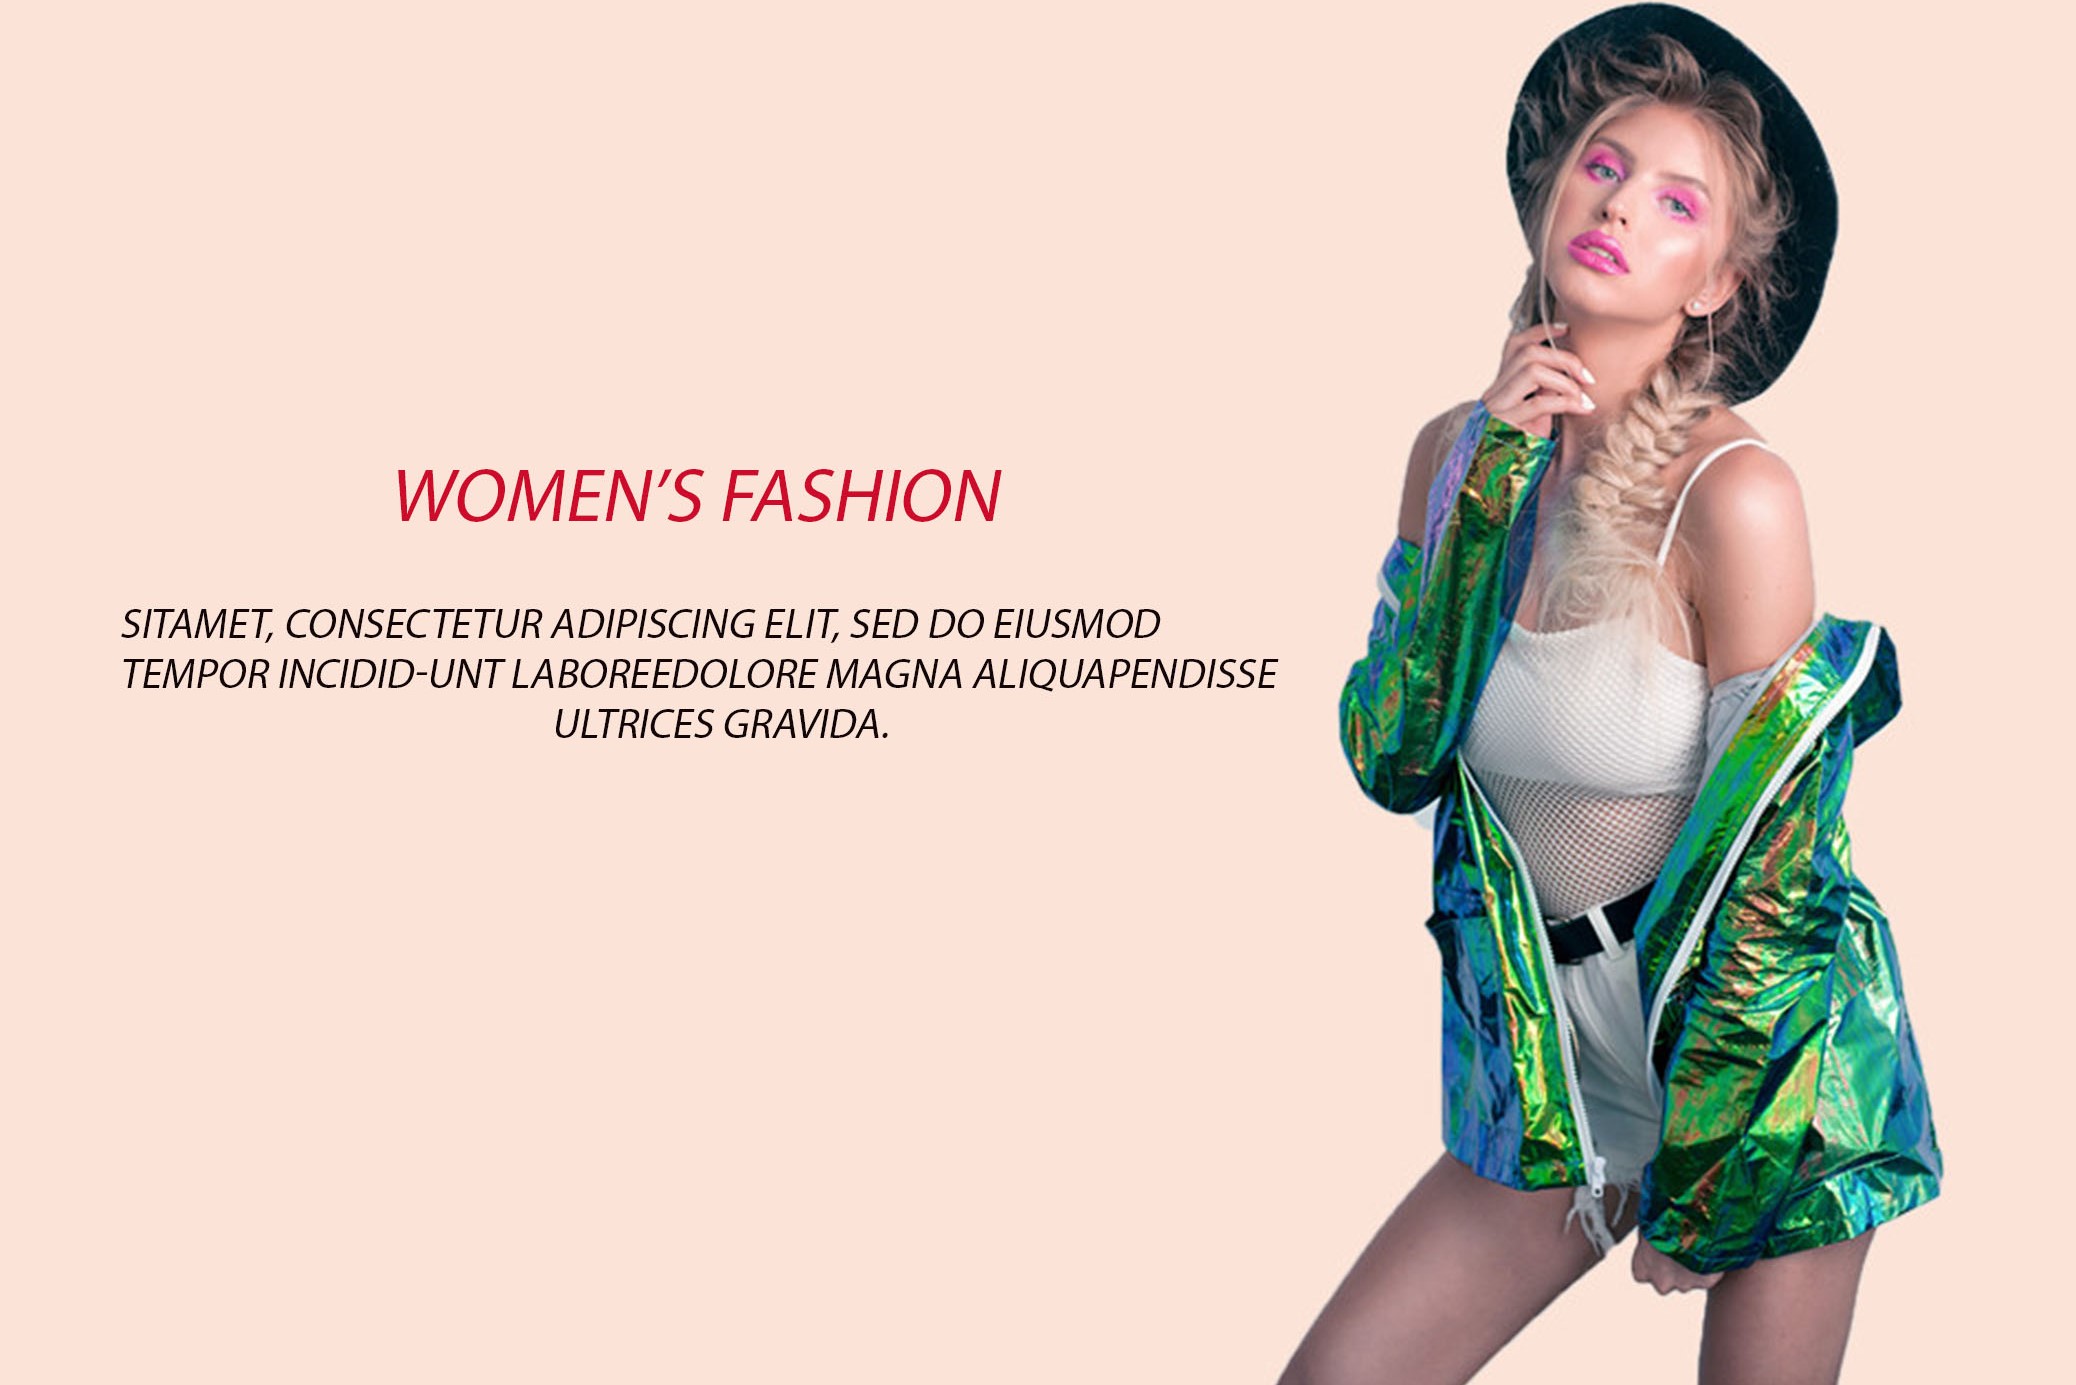 WOMEN'S FASHION
SITAMET, CONSECTETUR ADIPISCING ELIT, SED DO EIUSMOD
TEMPOR INCIDID-UNT LABOREEDOLORE MAGNA ALIQUAPENDISSE
ULTRICES GRAVIDA.